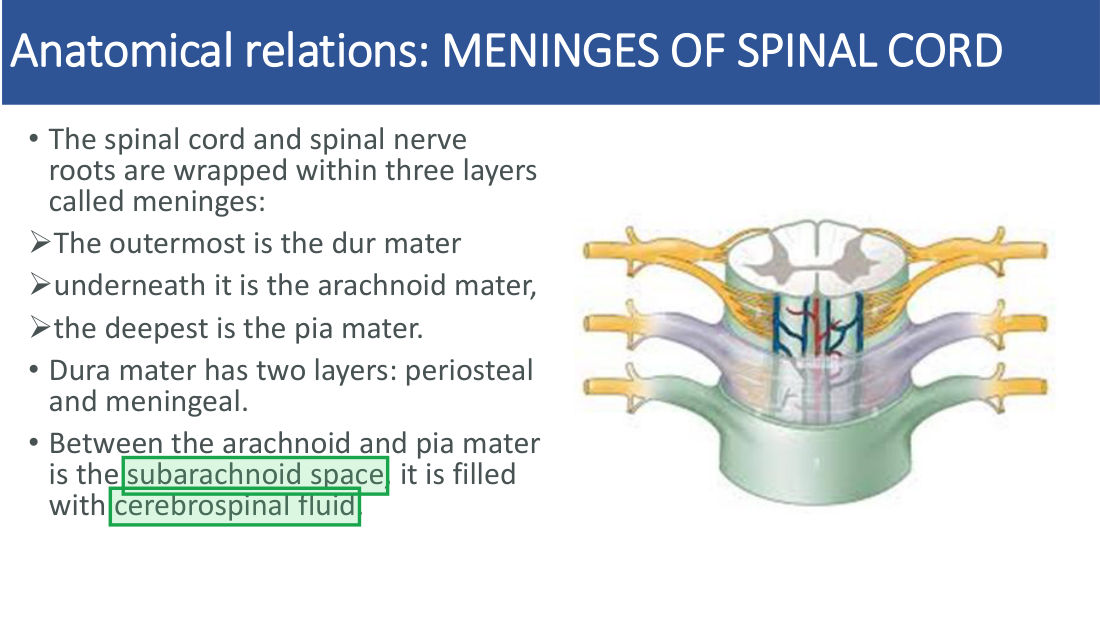 Anatomical relations: MENINGES OF SPINAL CORD
• The spinal cord and spinal nerve
roots are wrapped within three layers
called meninges:
➢The outermost is the dur mater
➢underneath it is the arachnoid mater,
➢the deepest is the pia mater.
• Dura mater has two layers: periosteal
and meningeal.
• Between the arachnoid and pia mater
is the subarachnoid space, it is filled
with cerebrospinal fluid.